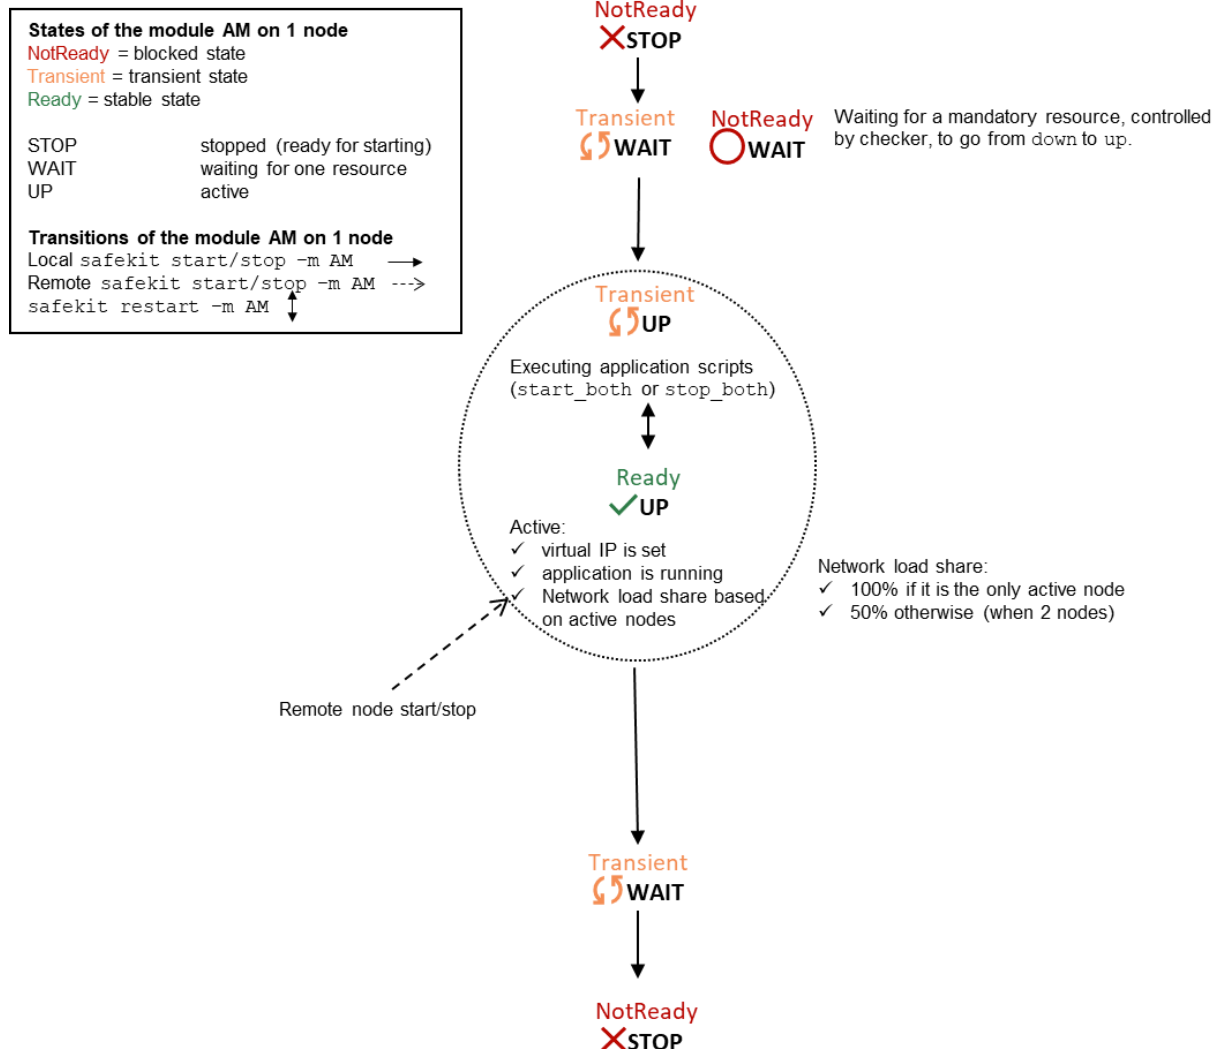 States of the module AM on 1 node
NotReady = blocked state
Transient = transient state
Ready = stable state
STOP stopped (ready for starting)
WAIT waiting for one resource
UP active
Transitions of the module AM on 1 node
Local safekit start/stop -m AM
Remote safekit start/stop -m AM
safekit restart -m AM
NotReady
STOP
Transient
WAIT
NotReady
WAIT
Waiting for a mandatory resource, controlled
by checker, to go from down to up.
Transient
UP
Executing application scripts
(start_both or stop_both)
Ready
UP
Active:
✓ virtual IP is set
✓ application is running
✓ Network load share based
on active nodes
Network load share:
✓ 100% if it is the only active node
✓ 50% otherwise (when 2 nodes)
Remote node start/stop
Transient
WAIT
NotReady
STOP